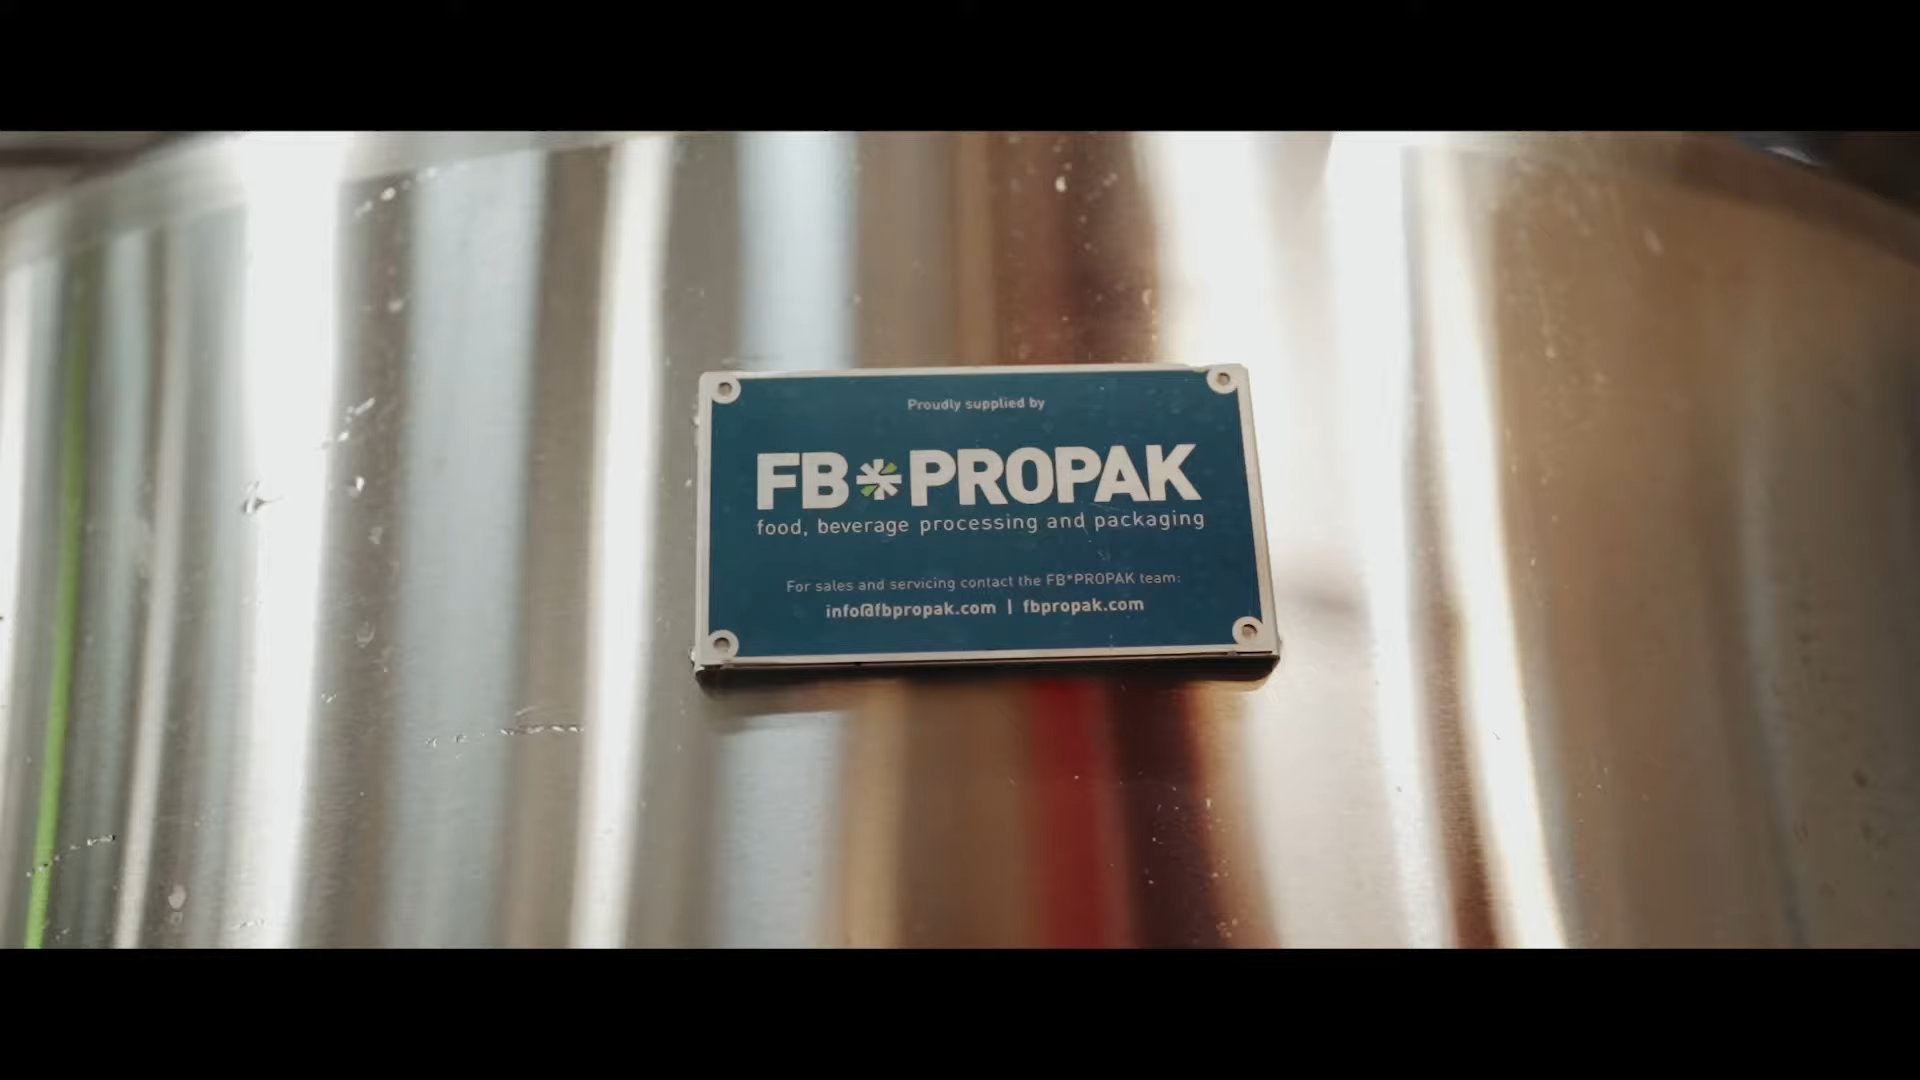 Proudly supplied by
FB*PROPAK
food, beverage processing and packaging
For sales and servicing contact the FB*PROPAK team:
info@fbpropak.com | fbpropak.com